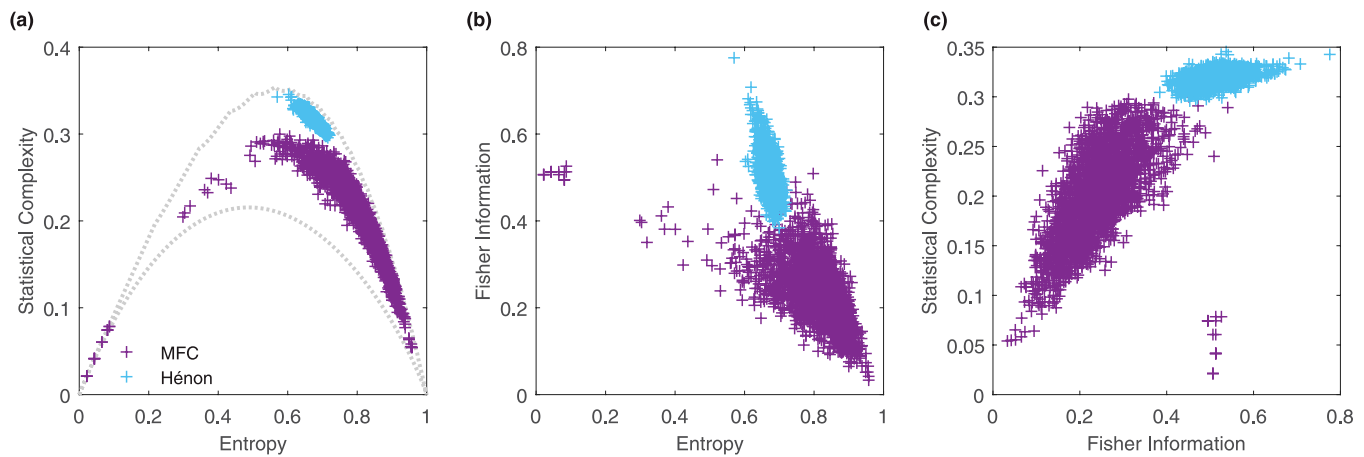 (a)
0.4
0.3
0.2
0.1
0
Statistical Complexity
MFC
Hénon
0 0.2 0.4 0.6 0.8 1
Entropy
(b)
0.8
0.6
0.4
0.2
0
Fisher Information
0 0.2 0.4 0.6 0.8 1
Entropy
(c)
0.35
0.3
0.25
0.2
0.15
0.1
0.05
0
Statistical Complexity
0 0.2 0.4 0.6 0.8
Fisher Information